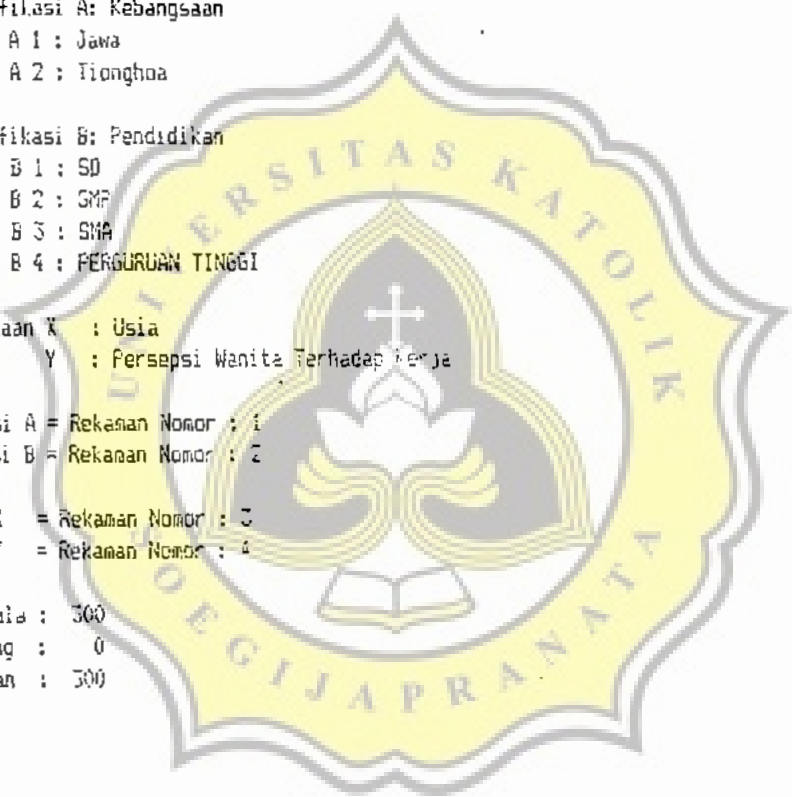 fikasi A: Kebangsaan
A 1 : Jawa
A 2 : Tionghoa
fikasi B: Pendidikan
B 1 : SD
B 2 : SMP
B 3 : SMA
B 4 : PERGURUAN TINGGI
aan X : Usia
Y : Persepsi Wanita Terhadap Kerja
si A = Rekaman Nomor : 1
si B = Rekaman Nomor : 2
= Rekaman Nomor : 3
= Rekaman Nomor : 4
ula : 300
ng : 0
an : 300
UNIVERSITAS KATOLIK
SOEGIJAPRANATA